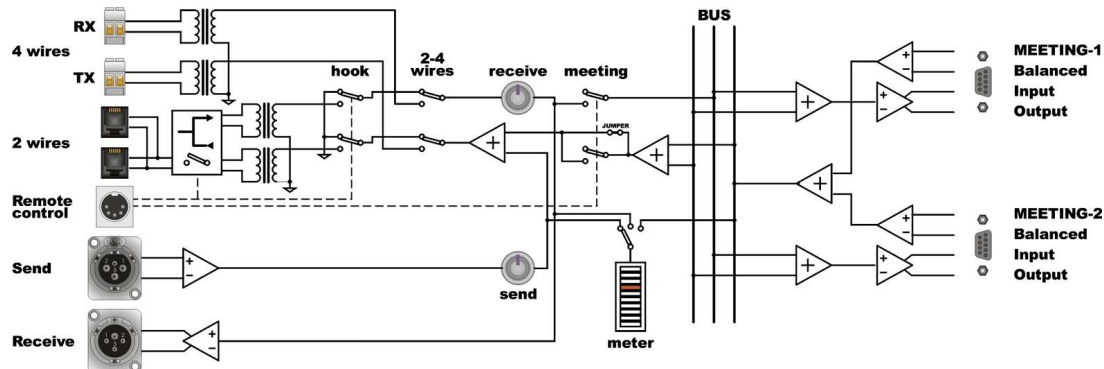 RX
4 wires
TX
2 wires
Remote
control
Send
Receive
hook
2-4
wires
receive
meeting
JUMPER
send
meter
BUS
MEETING-1
Balanced
Input
Output
MEETING-2
Balanced
Input
Output